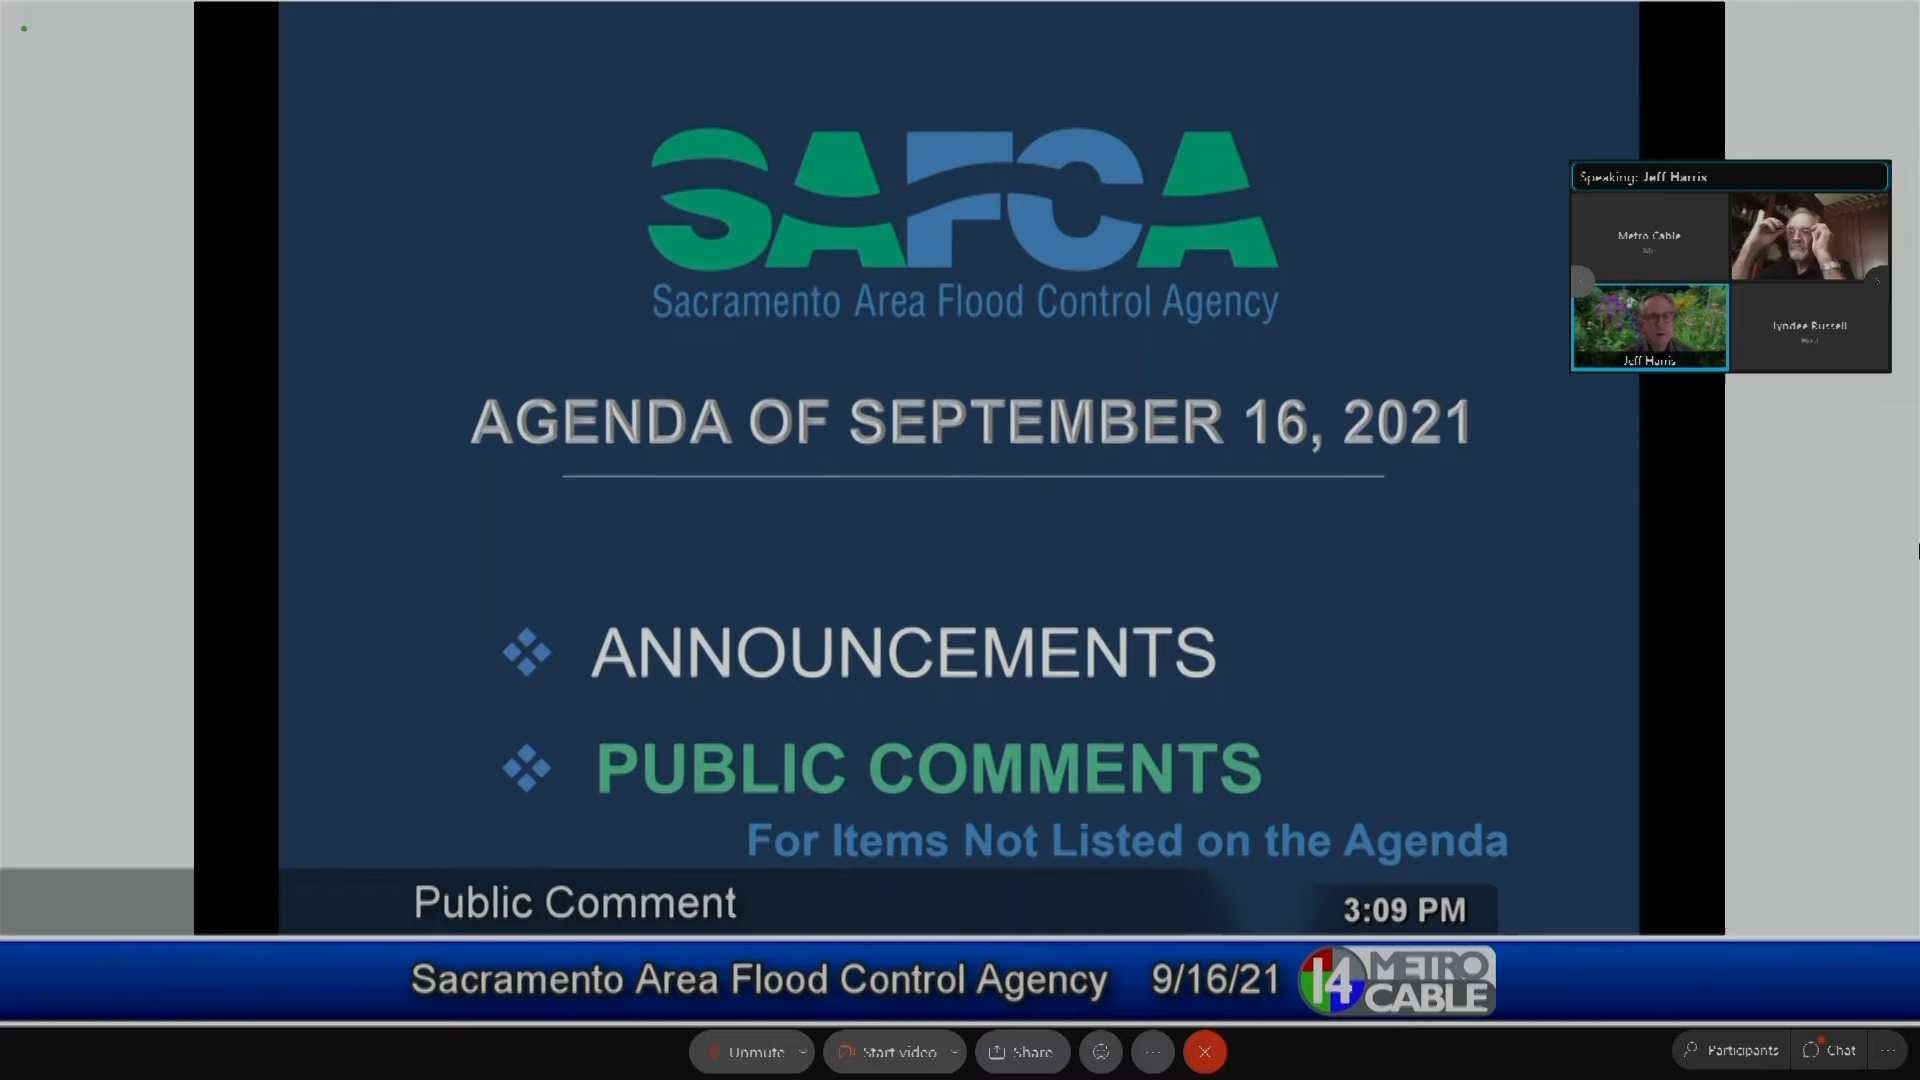 SAFCA
Sacramento Area Flood Control Agency
AGENDA OF SEPTEMBER 16, 2021
ANNOUNCEMENTS
PUBLIC COMMENTS
For Items Not Listed on the Agenda
Speaking: Jeff Harris
Metro Cable
Jeff Harris
Lyndee Russell
Public Comment
3:09 PM
Sacramento Area Flood Control Agency 9/16/21 14 METRO CABLE
Unmute
Start video
Share
Participants
Chat